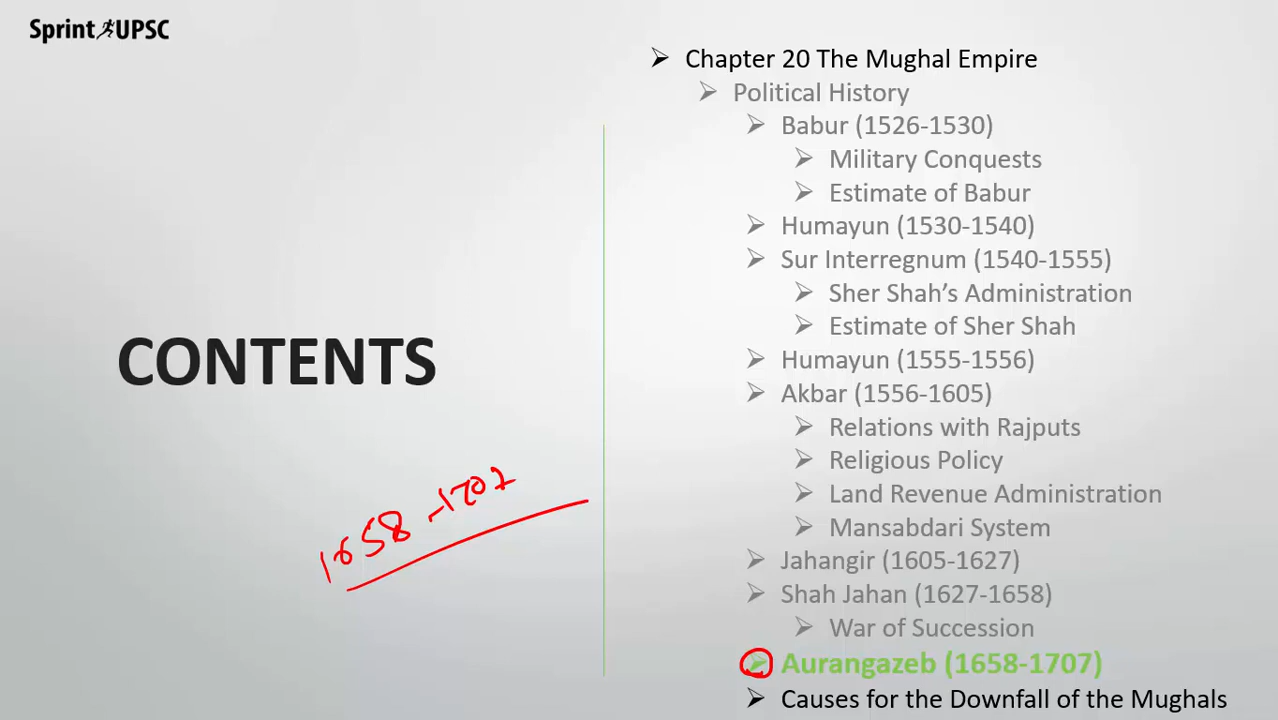 Sprint UPSC
CONTENTS
1658-1707
Chapter 20 The Mughal Empire
Political History
Babur (1526-1530)
Military Conquests
Estimate of Babur
Humayun (1530-1540)
Sur Interregnum (1540-1555)
Sher Shah’s Administration
Estimate of Sher Shah
Humayun (1555-1556)
Akbar (1556-1605)
Relations with Rajputs
Religious Policy
Land Revenue Administration
Mansabdari System
Jahangir (1605-1627)
Shah Jahan (1627-1658)
War of Succession
Aurangazeb (1658-1707)
Causes for the Downfall of the Mughals